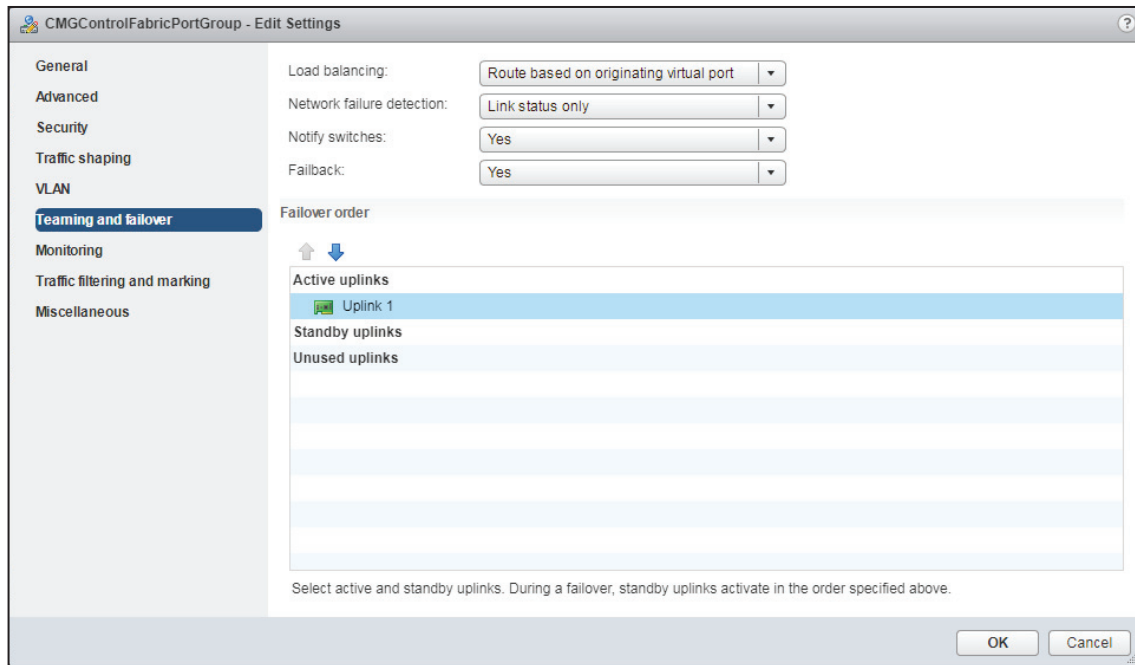 CMGControlFabricPortGroup - Edit Settings
?
General
Advanced
Security
Traffic shaping
VLAN
Teaming and failover
Monitoring
Traffic filtering and marking
Miscellaneous
Load balancing: Route based on originating virtual port
Network failure detection: Link status only
Notify switches: Yes
Failback: Yes
Failover order
Active uplinks
Uplink 1
Standby uplinks
Unused uplinks
Select active and standby uplinks. During a failover, standby uplinks activate in the order specified above.
OK Cancel